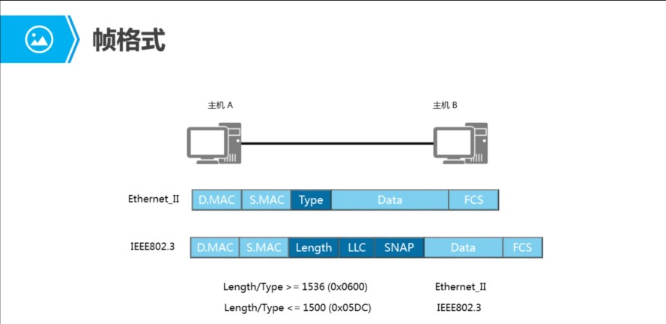 帧格式
主机 A 主机 B
Ethernet_II D.MAC S.MAC Type Data FCS
IEEE802.3 D.MAC S.MAC Length LLC SNAP Data FCS
Length/Type >= 1536 (0x0600) Ethernet_II
Length/Type <= 1500 (0x05DC) IEEE802.3